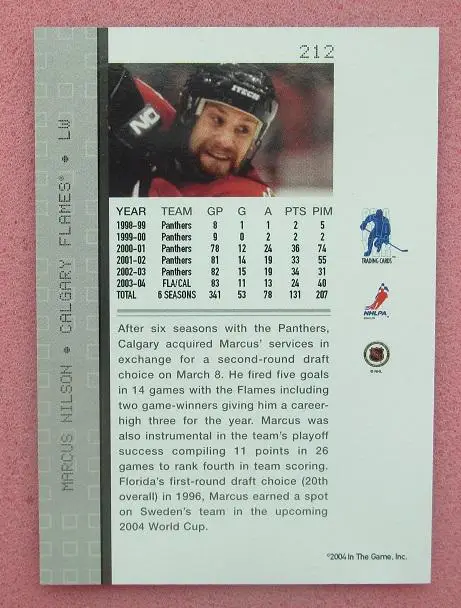 212
MARCUS NILSON • CALGARY FLAMES® • LW
ITECH
YEAR TEAM GP G A PTS PIM
1998-99 Panthers 8 1 1 2 5
1999-00 Panthers 9 0 2 2 2
2000-01 Panthers 78 12 24 36 74
2001-02 Panthers 81 14 19 33 55
2002-03 Panthers 82 15 19 34 31
2003-04 FLA/CAL 83 11 13 24 40
TOTAL 6 SEASONS 341 53 78 131 207
TRADING CARDS™
NHLPA
© NHL
After six seasons with the Panthers,
Calgary acquired Marcus' services in
exchange for a second-round draft
choice on March 8. He fired five goals
in 14 games with the Flames including
two game-winners giving him a career-
high three for the year. Marcus was
also instrumental in the team's playoff
success compiling 11 points in 26
games to rank fourth in team scoring.
Florida's first-round draft choice (20th
overall) in 1996, Marcus earned a spot
on Sweden's team in the upcoming
2004 World Cup.
©2004 In The Game, Inc.